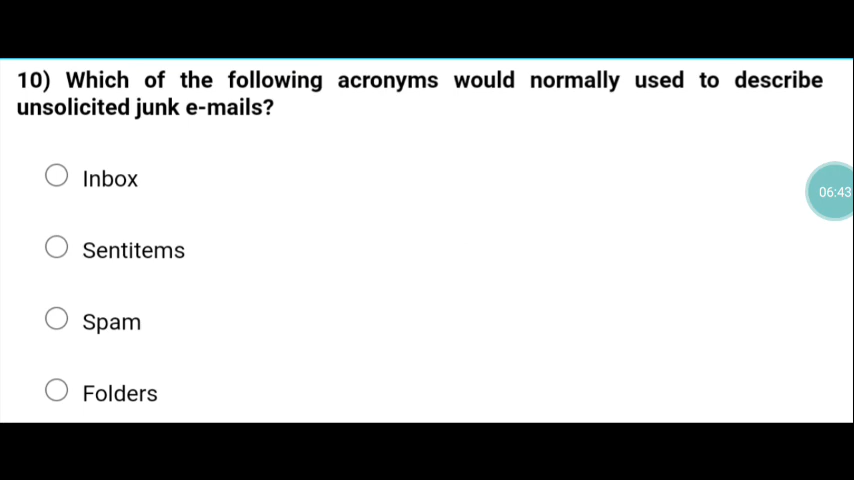 10) Which of the following acronyms would normally used to describe
unsolicited junk e-mails?
Inbox
06:43
Sentitems
Spam
Folders